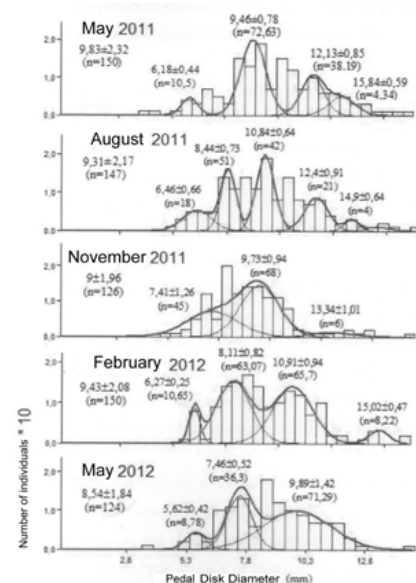 May 2011
9,83±2,32
(n=150)
6,18±0,44
(n=10,5)
9,46±0,78
(n=72,63)
12,13±0,85
(n=38,19)
15,84±0,59
(n=4,34)
August 2011
9,31±2,17
(n=147)
6,46±0,66
(n=18)
8,44±0,73
(n=51)
10,84±0,64
(n=42)
12,4±0,91
(n=21)
14,9±0,64
(n=4)
November 2011
9±1,96
(n=126)
7,41±1,26
(n=45)
9,73±0,94
(n=68)
13,34±1,01
(n=6)
February 2012
9,43±2,08
(n=150)
6,27±0,25
(n=10,65)
8,11±0,82
(n=63,07)
10,91±0,94
(n=65,7)
15,02±0,47
(n=8,22)
May 2012
8,54±1,84
(n=124)
5,62±0,42
(n=8,78)
7,46±0,52
(n=36,3)
9,89±1,42
(n=71,29)
2,8 5,3 7,8 10,3 12,8
Number of individuals * 10
Pedal Disk Diameter (mm)